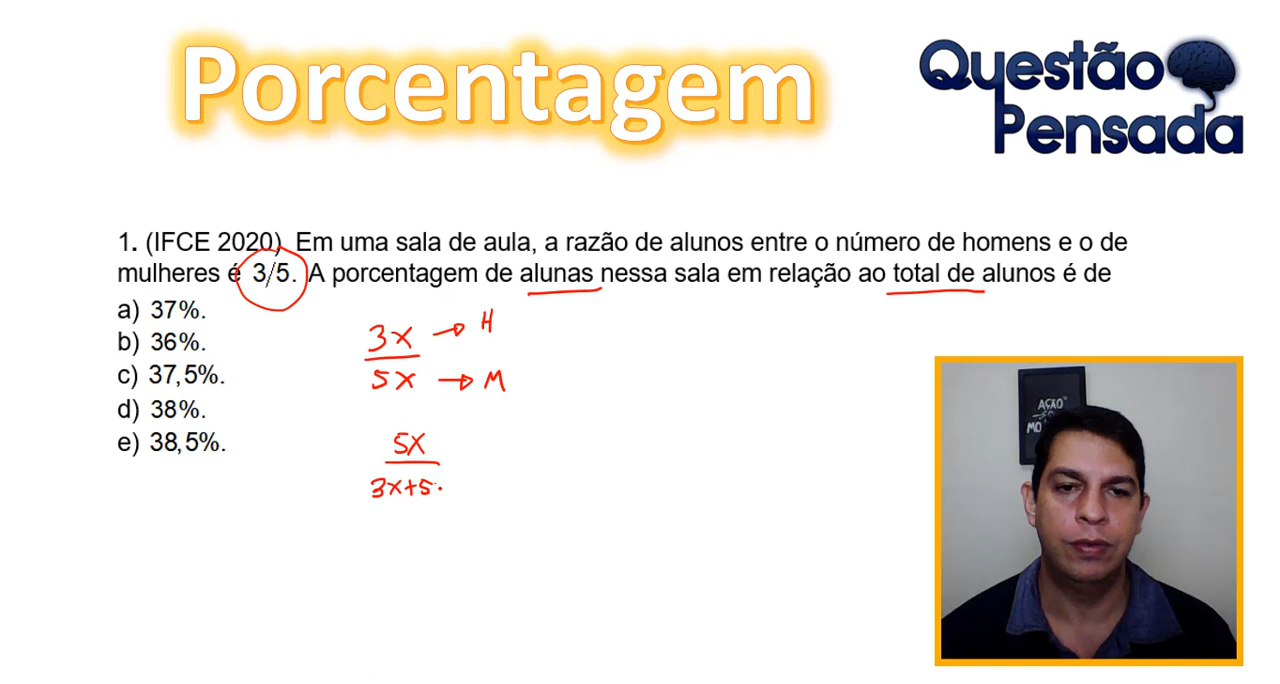 Porcentagem
Questão
Pensada
1. (IFCE 2020). Em uma sala de aula, a razão de alunos entre o número de homens e o de
mulheres é 3/5. A porcentagem de alunas nessa sala em relação ao total de alunos é de
a) 37%.
b) 36%.
c) 37,5%.
d) 38%.
e) 38,5%.
3x → H
5x → M
5x
3x+5
AÇÃO
MO